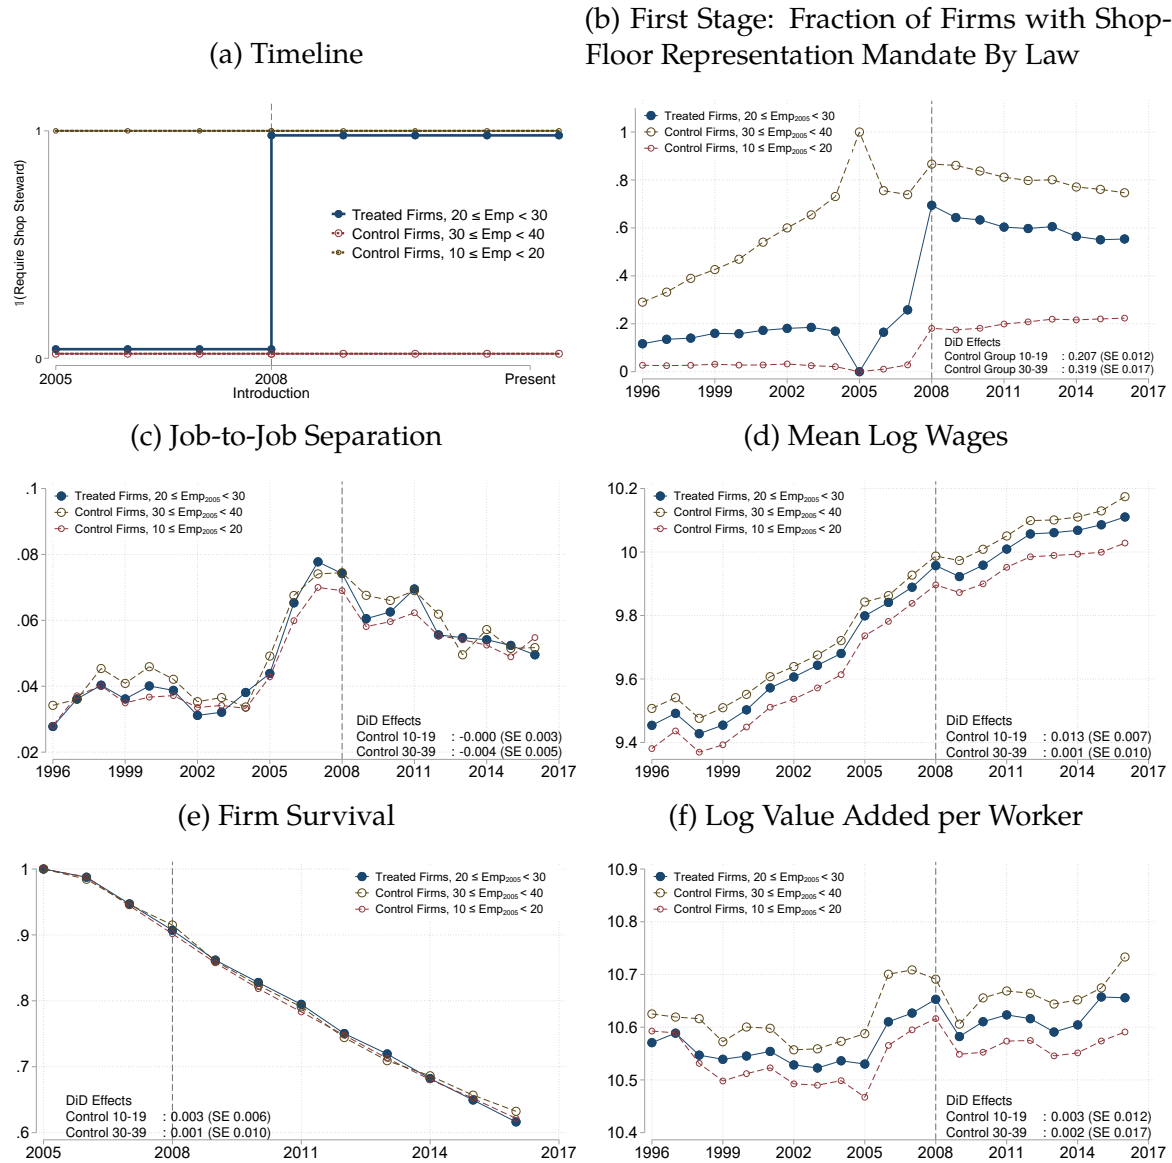 (a) Timeline
1
𝟙(Require Shop Steward)
0
Treated Firms, 20 ≤ Emp < 30
Control Firms, 30 ≤ Emp < 40
Control Firms, 10 ≤ Emp < 20
2005
2008
Present
Introduction
(b) First Stage: Fraction of Firms with Shop-
Floor Representation Mandate By Law
Treated Firms, 20 ≤ Emp2005 < 30
Control Firms, 30 ≤ Emp2005 < 40
Control Firms, 10 ≤ Emp2005 < 20
1
.8
.6
.4
.2
0
DiD Effects
Control Group 10-19 : 0.207 (SE 0.012)
Control Group 30-39 : 0.319 (SE 0.017)
1996 1999 2002 2005 2008 2011 2014 2017
(c) Job-to-Job Separation
Treated Firms, 20 ≤ Emp2005 < 30
Control Firms, 30 ≤ Emp2005 < 40
Control Firms, 10 ≤ Emp2005 < 20
.1
.08
.06
.04
.02
DiD Effects
Control 10-19 : -0.000 (SE 0.003)
Control 30-39 : -0.004 (SE 0.005)
1996 1999 2002 2005 2008 2011 2014 2017
(d) Mean Log Wages
Treated Firms, 20 ≤ Emp2005 < 30
Control Firms, 30 ≤ Emp2005 < 40
Control Firms, 10 ≤ Emp2005 < 20
10.2
10
9.8
9.6
9.4
DiD Effects
Control 10-19 : 0.013 (SE 0.007)
Control 30-39 : 0.001 (SE 0.010)
1996 1999 2002 2005 2008 2011 2014 2017
(e) Firm Survival
Treated Firms, 20 ≤ Emp2005 < 30
Control Firms, 30 ≤ Emp2005 < 40
Control Firms, 10 ≤ Emp2005 < 20
1
.9
.8
.7
.6
DiD Effects
Control 10-19 : 0.003 (SE 0.006)
Control 30-39 : 0.001 (SE 0.010)
2005 2008 2011 2014 2017
(f) Log Value Added per Worker
Treated Firms, 20 ≤ Emp2005 < 30
Control Firms, 30 ≤ Emp2005 < 40
Control Firms, 10 ≤ Emp2005 < 20
10.9
10.8
10.7
10.6
10.5
10.4
DiD Effects
Control 10-19 : 0.003 (SE 0.012)
Control 30-39 : 0.002 (SE 0.017)
1996 1999 2002 2005 2008 2011 2014 2017